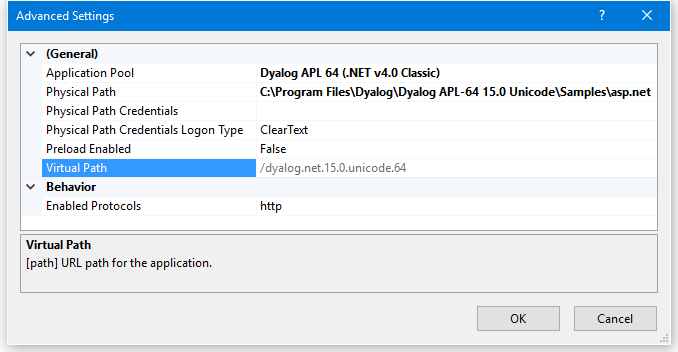 Advanced Settings
(General)
Application Pool Dyalog APL 64 (.NET v4.0 Classic)
Physical Path C:\Program Files\Dyalog\Dyalog APL-64 15.0 Unicode\Samples\asp.net
Physical Path Credentials
Physical Path Credentials Logon Type ClearText
Preload Enabled False
Virtual Path /dyalog.net.15.0.unicode.64
Behavior
Enabled Protocols http
Virtual Path
[path] URL path for the application.
OK Cancel